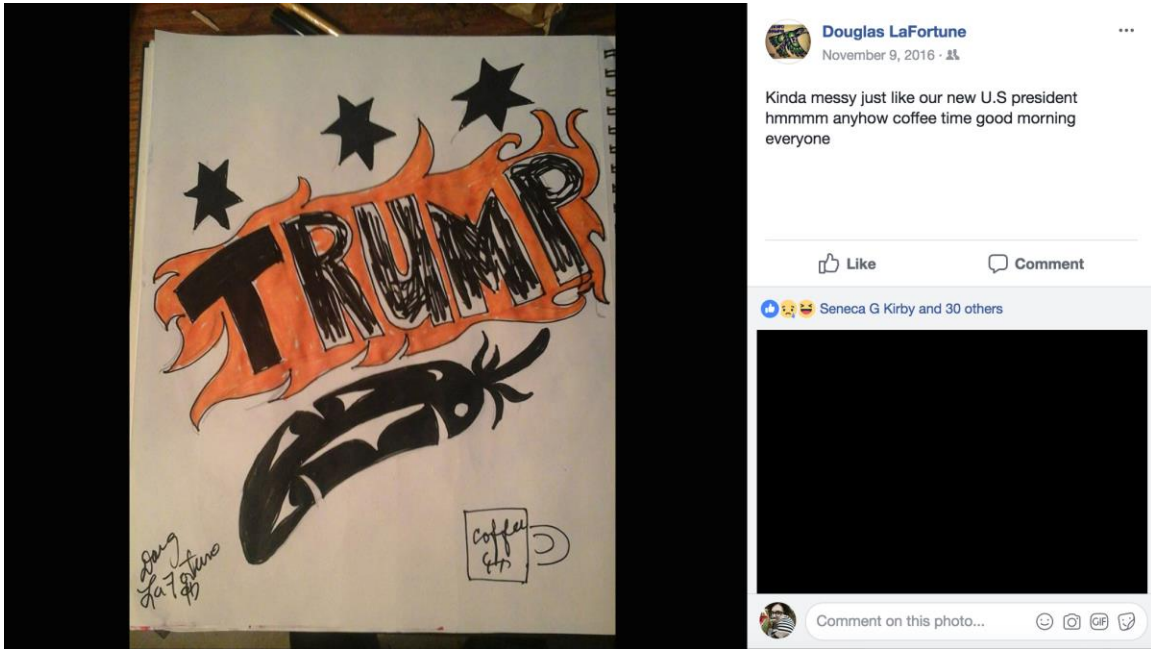 TRUMP
coffee
Doug
LaFortune
Douglas LaFortune
November 9, 2016
Kinda messy just like our new U.S president
hmmmm anyhow coffee time good morning
everyone
Like
Comment
Seneca G Kirby and 30 others
Comment on this photo...
GIF